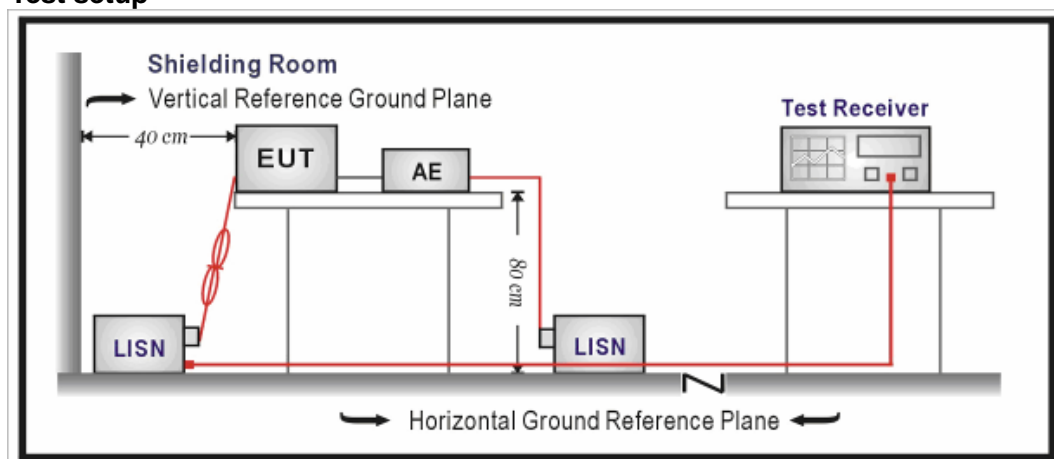 Test setup
Shielding Room
Vertical Reference Ground Plane
40 cm
EUT
AE
Test Receiver
80 cm
LISN
LISN
Horizontal Ground Reference Plane